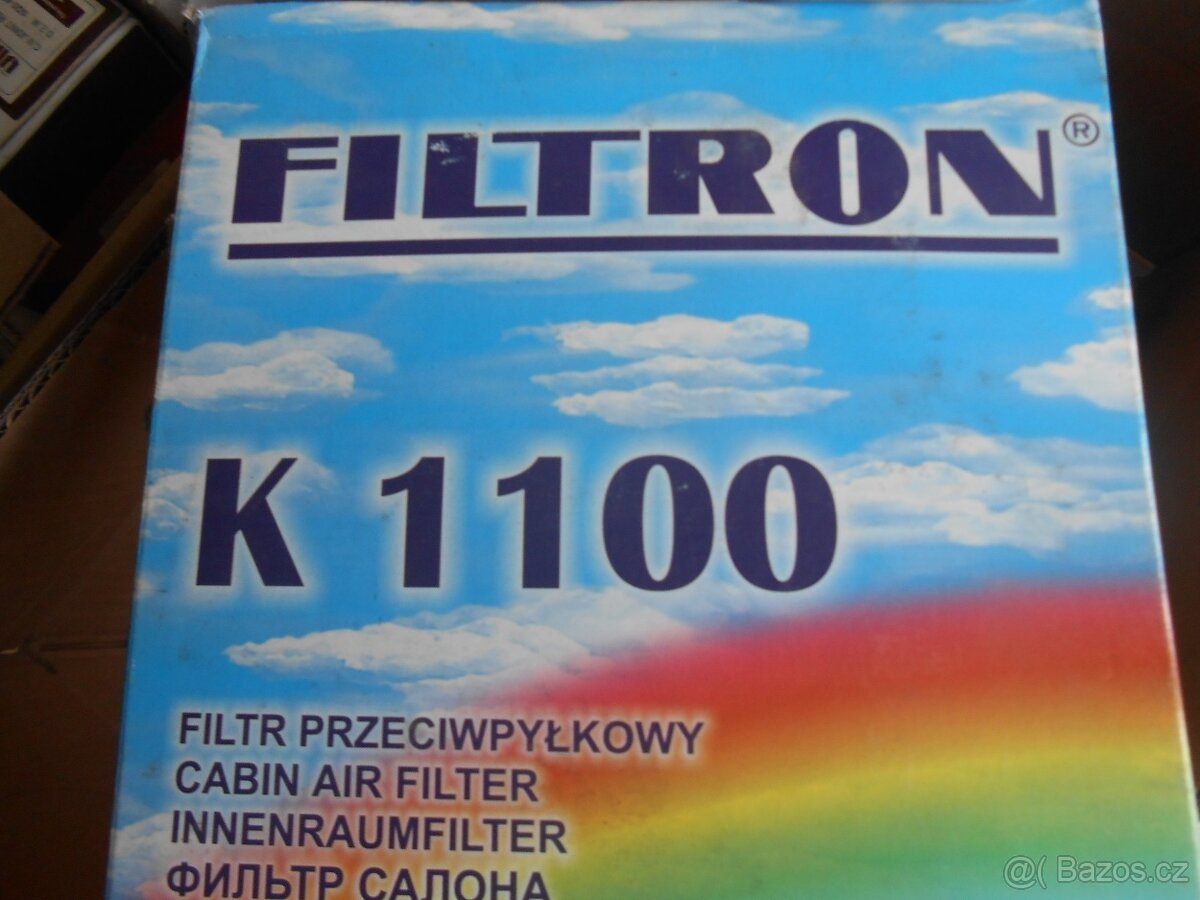 FILTRON®
K 1100
FILTR PRZECIWPYŁKOWY
CABIN AIR FILTER
INNENRAUMFILTER
ФИЛЬТР САЛОНА
@( Bazos.cz